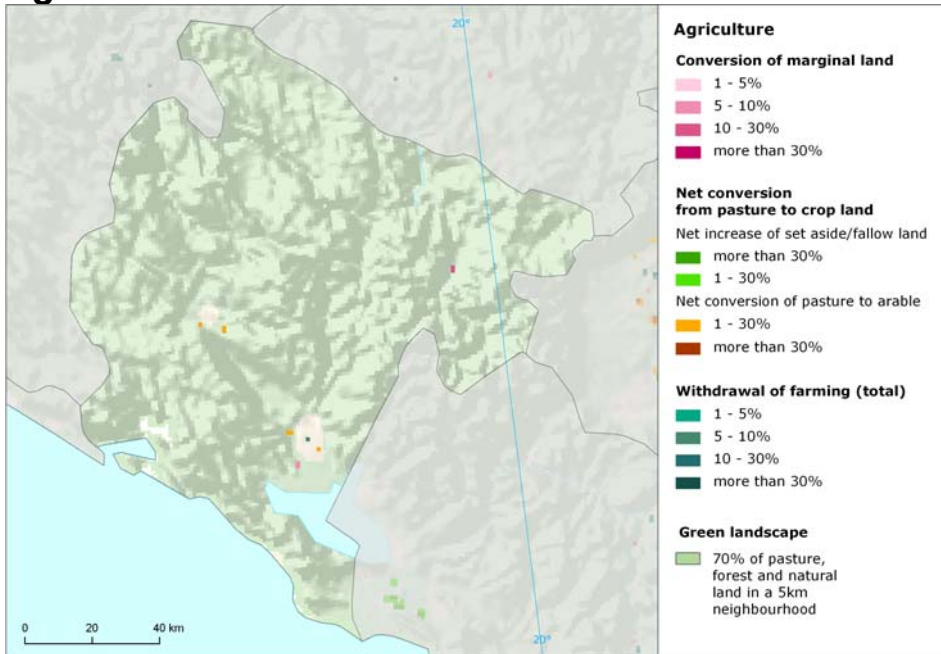 20°
20°
0 20 40 km
Agriculture
Conversion of marginal land
1 - 5%
5 - 10%
10 - 30%
more than 30%
Net conversion
from pasture to crop land
Net increase of set aside/fallow land
more than 30%
1 - 30%
Net conversion of pasture to arable
1 - 30%
more than 30%
Withdrawal of farming (total)
1 - 5%
5 - 10%
10 - 30%
more than 30%
Green landscape
70% of pasture,
forest and natural
land in a 5km
neighbourhood